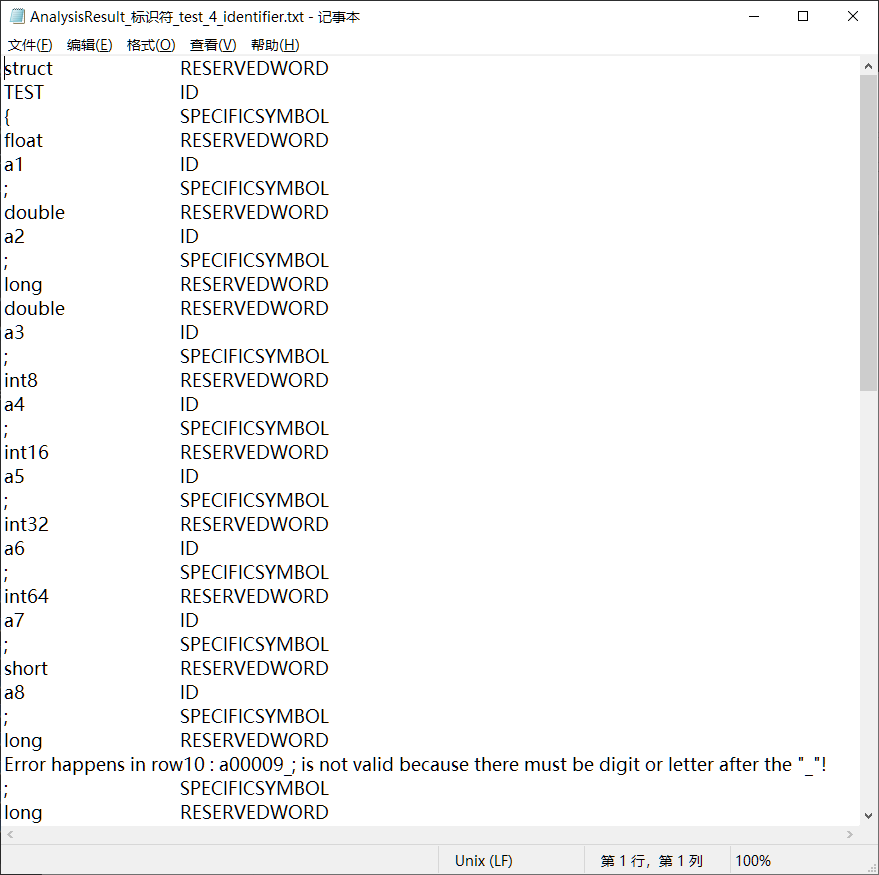 AnalysisResult_标识符_test_4_identifier.txt - 记事本
文件(F) 编辑(E) 格式(O) 查看(V) 帮助(H)
struct RESERVEDWORD
TEST ID
{ SPECIFICSYMBOL
float RESERVEDWORD
a1 ID
; SPECIFICSYMBOL
double RESERVEDWORD
a2 ID
; SPECIFICSYMBOL
long RESERVEDWORD
double RESERVEDWORD
a3 ID
; SPECIFICSYMBOL
int8 RESERVEDWORD
a4 ID
; SPECIFICSYMBOL
int16 RESERVEDWORD
a5 ID
; SPECIFICSYMBOL
int32 RESERVEDWORD
a6 ID
; SPECIFICSYMBOL
int64 RESERVEDWORD
a7 ID
; SPECIFICSYMBOL
short RESERVEDWORD
a8 ID
; SPECIFICSYMBOL
long RESERVEDWORD
Error happens in row10 : a00009_; is not valid because there must be digit or letter after the "_"!
; SPECIFICSYMBOL
long RESERVEDWORD
Unix (LF) 第 1 行，第 1 列 100%